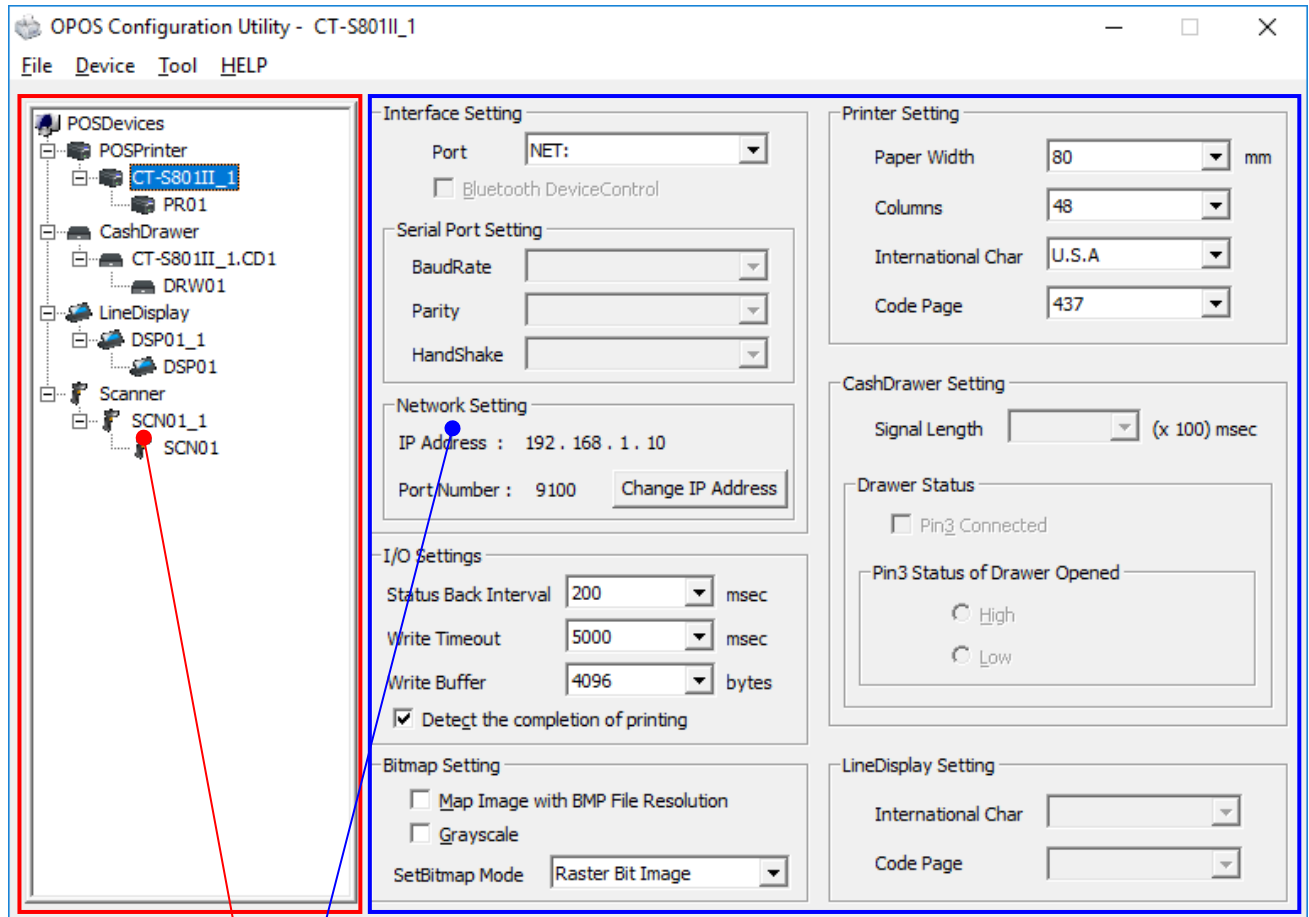 OPOS Configuration Utility - CT-S801II_1
File Device Tool HELP
POSDevices
POSPrinter
CT-S801II_1
PR01
CashDrawer
CT-S801II_1.CD1
DRW01
LineDisplay
DSP01_1
DSP01
Scanner
SCN01_1
SCN01
Interface Setting
Port NET:
Bluetooth DeviceControl
Serial Port Setting
BaudRate
Parity
HandShake
Network Setting
IP Address : 192 . 168 . 1 . 10
Port Number : 9100 Change IP Address
I/O Settings
Status Back Interval 200 msec
Write Timeout 5000 msec
Write Buffer 4096 bytes
Detect the completion of printing
Bitmap Setting
Map Image with BMP File Resolution
Grayscale
SetBitmap Mode Raster Bit Image
Printer Setting
Paper Width 80 mm
Columns 48
International Char U.S.A
Code Page 437
CashDrawer Setting
Signal Length (x 100) msec
Drawer Status
Pin3 Connected
Pin3 Status of Drawer Opened
High
Low
LineDisplay Setting
International Char
Code Page